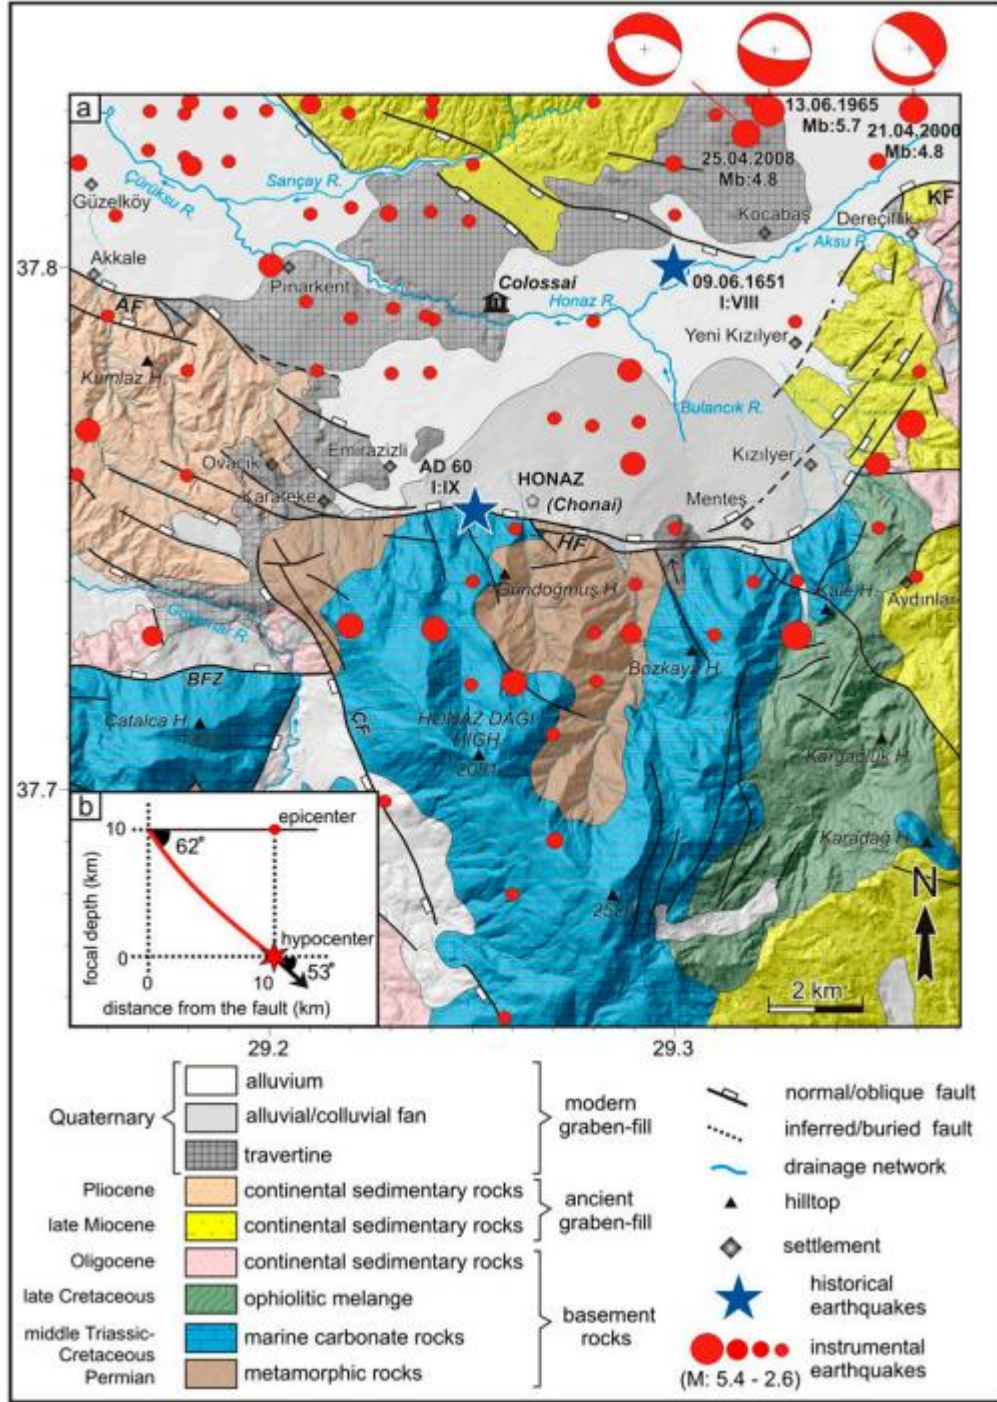 a
13.06.1965
Mb:5.7
21.04.2000
Mb:4.8
25.04.2008
Mb:4.8
Çürüksu R.
Sarıçay R.
Güzelköy
KF
Kocabaş
Dereçiftlik
Aksu R.
37.8
Akkale
Pınarkent
Colossai
09.06.1651
I:VIII
Honaz R.
AF
Yeni Kızılyer
Kumlaz H.
Bulancık R.
Emirazizli
Ovacık
AD 60
I:IX
HONAZ
(Chonai)
Kızılyer
Karateke
Menteş
HF
Gündoğmuş H.
Kale H.
Aydınlar
R.
Bozkaya H.
BFZ
Çatalca H.
ÇF
HONAZ DAĞI
HIGH
Kargaoluk H.
37.7
b
10
62°
epicenter
focal depth (km)
hypocenter
0
53°
0
10
distance from the fault (km)
Karadağ H.
N
2 km
29.2
29.3
Quaternary
alluvium
alluvial/colluvial fan
travertine
modern
graben-fill
Pliocene
continental sedimentary rocks
late Miocene
continental sedimentary rocks
ancient
graben-fill
Oligocene
continental sedimentary rocks
late Cretaceous
ophiolitic melange
middle Triassic-
Cretaceous
marine carbonate rocks
Permian
metamorphic rocks
basement
rocks
normal/oblique fault
inferred/buried fault
drainage network
hilltop
settlement
historical
earthquakes
instrumental
earthquakes
(M: 5.4 - 2.6)